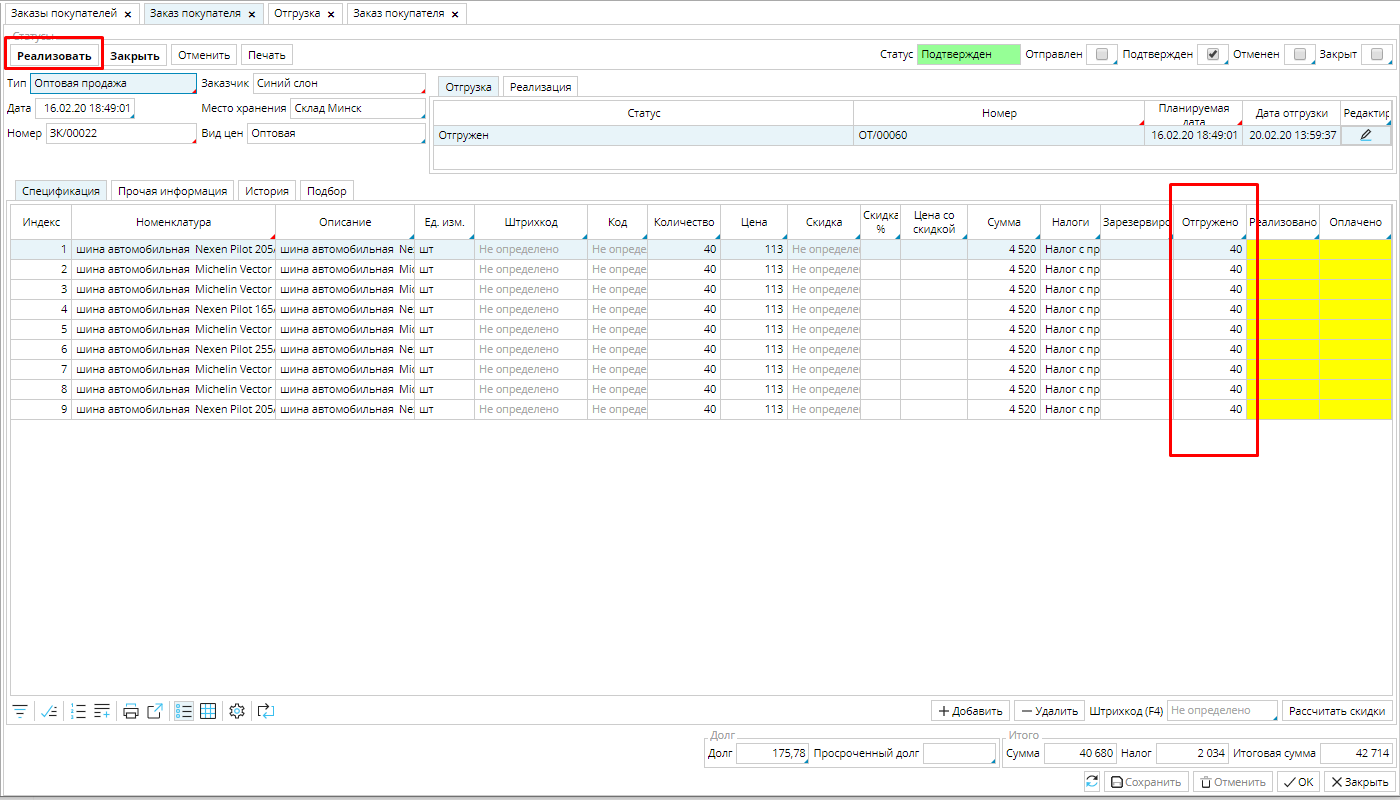 Заказы покупателей × Заказ покупателя × Отгрузка × Заказ покупателя ×
Статусы
Реализовать Закрыть Отменить Печать Статус Подтвержден Отправлен Подтвержден Отменен Закрыт
Тип Оптовая продажа Заказчик Синий слон
Дата 16.02.20 18:49:01 Место хранения Склад Минск
Номер ЗК/00022 Вид цен Оптовая
Отгрузка Реализация
Статус Номер Планируемая дата Дата отгрузки Редактир
Отгружен ОТ/00060 16.02.20 18:49:01 20.02.20 13:59:37
Спецификация Прочая информация История Подбор
Индекс Номенклатура Описание Ед. изм. Штрихкод Код Количество Цена Скидка Скидка % Цена со скидкой Сумма Налоги Зарезервиро Отгружено Реализовано Оплачено
1 шина автомобильная Nexen Pilot 205/ шина автомобильная Ne шт Не определено Не опреде 40 113 Не определе 4 520 Налог с пр 40
2 шина автомобильная Michelin Vector шина автомобильная Mic шт Не определено Не опреде 40 113 Не определе 4 520 Налог с пр 40
3 шина автомобильная Michelin Vector шина автомобильная Mic шт Не определено Не опреде 40 113 Не определе 4 520 Налог с пр 40
4 шина автомобильная Nexen Pilot 165/ шина автомобильная Ne шт Не определено Не опреде 40 113 Не определе 4 520 Налог с пр 40
5 шина автомобильная Michelin Vector шина автомобильная Mic шт Не определено Не опреде 40 113 Не определе 4 520 Налог с пр 40
6 шина автомобильная Nexen Pilot 255/ шина автомобильная Ne шт Не определено Не опреде 40 113 Не определе 4 520 Налог с пр 40
7 шина автомобильная Michelin Vector шина автомобильная Mic шт Не определено Не опреде 40 113 Не определе 4 520 Налог с пр 40
8 шина автомобильная Michelin Vector шина автомобильная Mic шт Не определено Не опреде 40 113 Не определе 4 520 Налог с пр 40
9 шина автомобильная Nexen Pilot 205/ шина автомобильная Ne шт Не определено Не опреде 40 113 Не определе 4 520 Налог с пр 40
Добавить Удалить Штрихкод (F4) Не определено Рассчитать скидки
Долг Итого
Долг 175,78 Просроченный долг Сумма 40 680 Налог 2 034 Итоговая сумма 42 714
Сохранить Отменить OK Закрыть